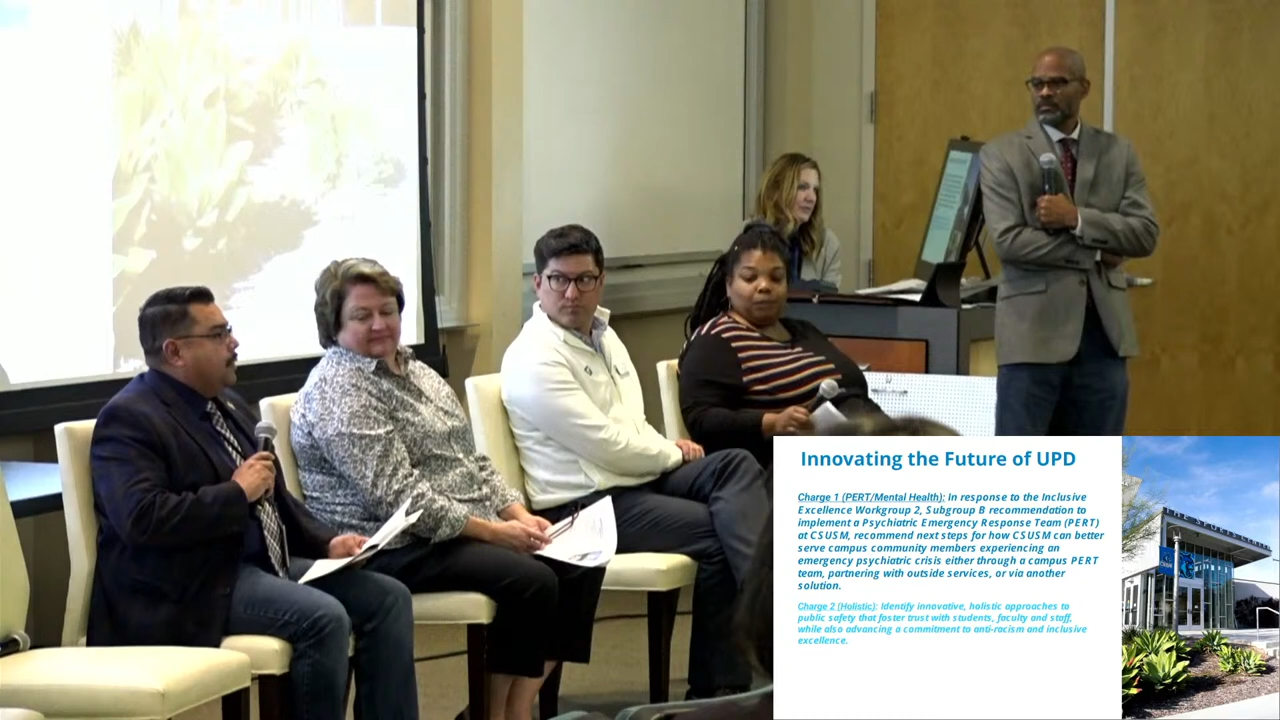 Innovating the Future of UPD
Charge 1 (PERT/Mental Health): In response to the Inclusive
Excellence Workgroup 2, Subgroup B recommendation to
implement a Psychiatric Emergency Response Team (PERT)
at CSUSM, recommend next steps for how CSUSM can better
serve campus community members experiencing an
emergency psychiatric crisis either through a campus PERT
team, partnering with outside services, or via another
solution.
Charge 2 (Holistic): Identify innovative, holistic approaches to
public safety that foster trust with students, faculty and staff,
while also advancing a commitment to anti-racism and inclusive
excellence.